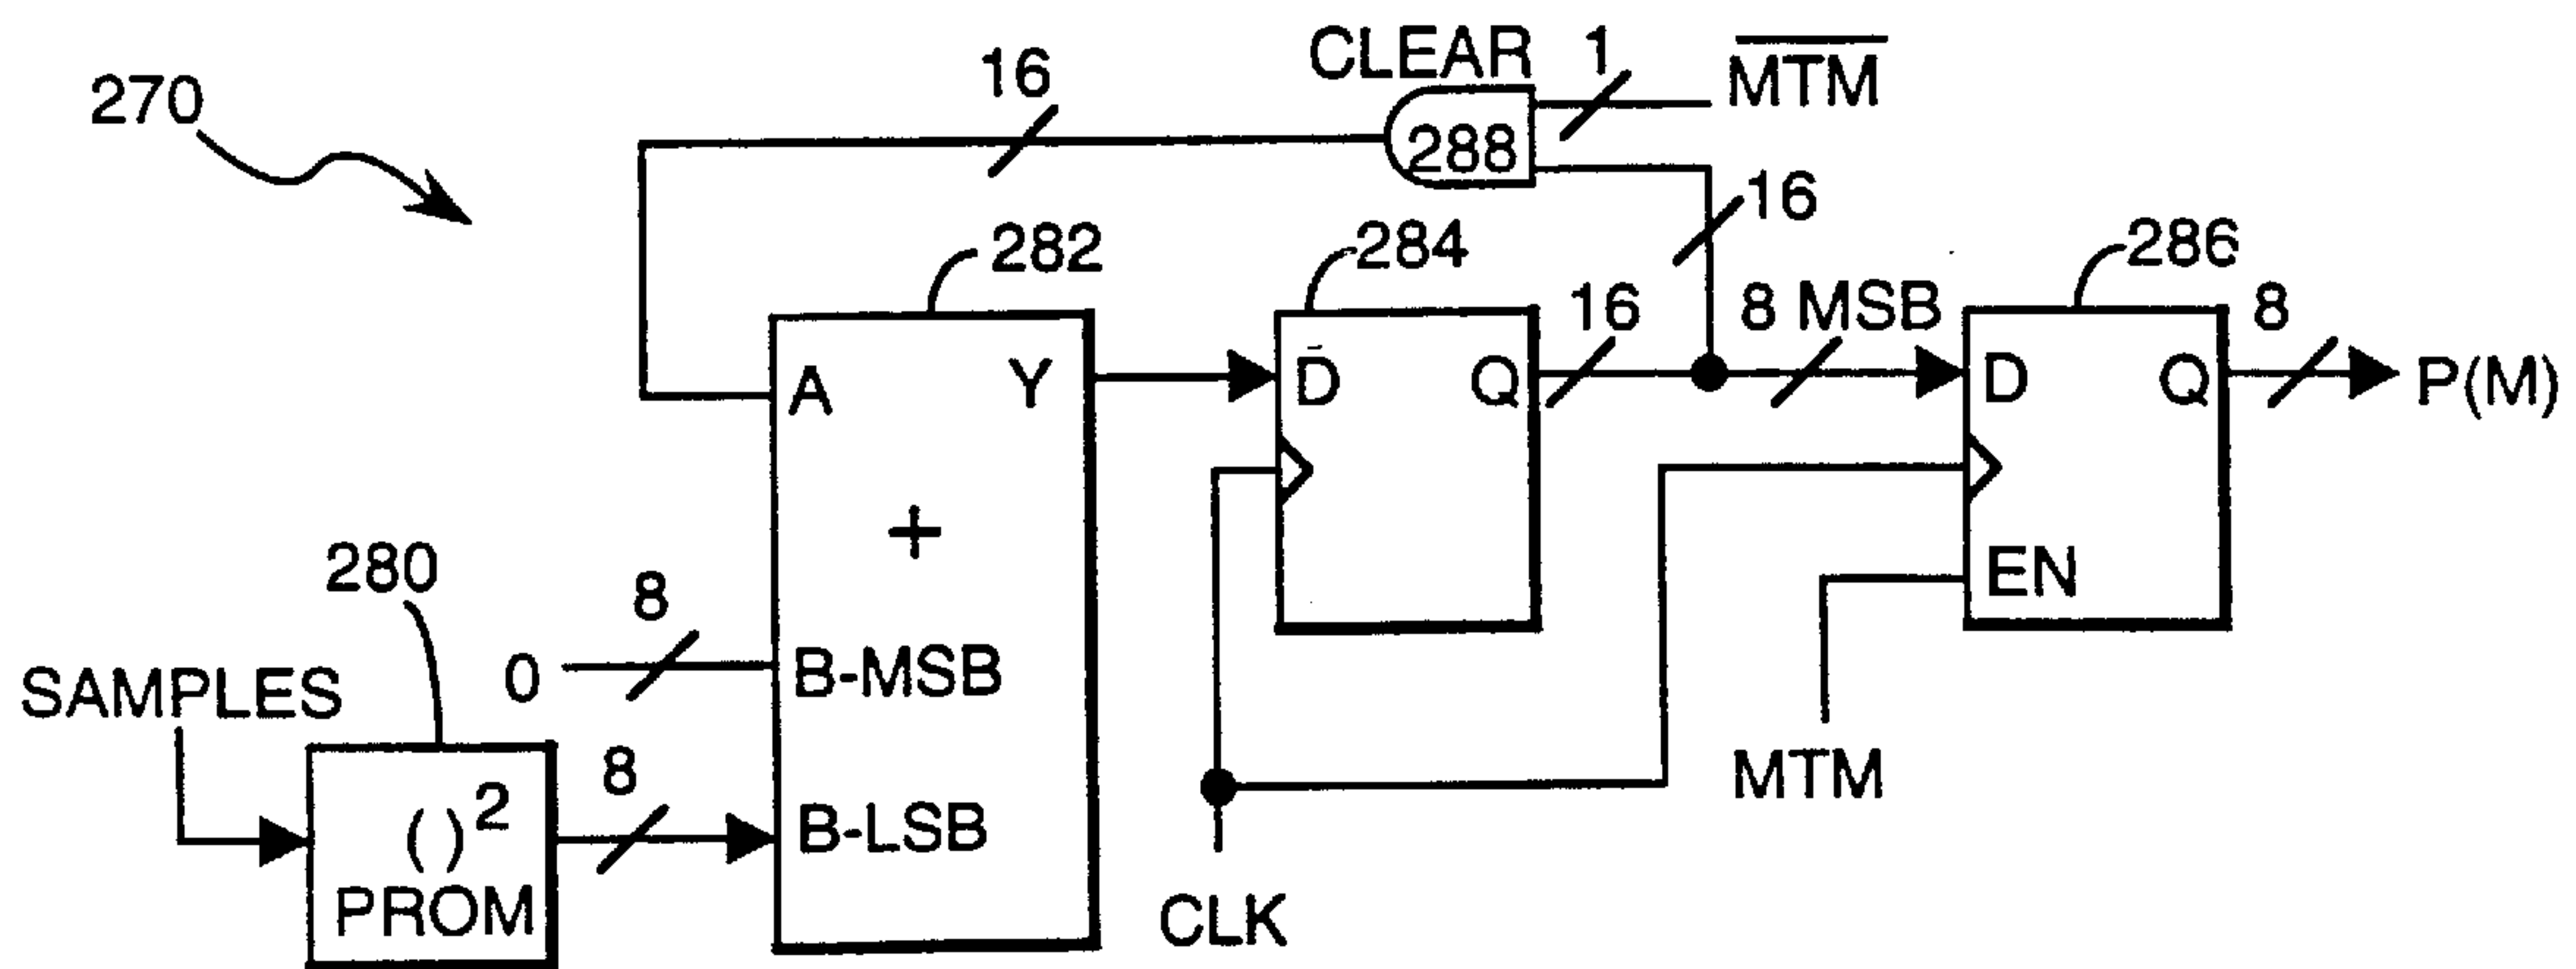 270
16
CLEAR
1
MTM
288
16
282
284
286
A
Y
D
Q
16
8 MSB
D
Q
8
P(M)
+
EN
280
8
0
B-MSB
SAMPLES
MTM
8
( )2
B-LSB
PROM
CLK